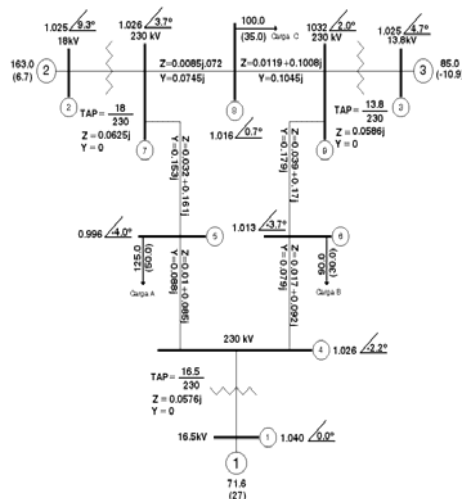 1.025 ∠9.3°
18kV
1.026 ∠3.7°
230 kV
100.0
(35.0) Carga C
1032 ∠2.0°
230 kV
1.025 ∠4.7°
13.8kV
163.0
(6.7)
2
Z=0.0085j.072
Y=0.0745j
Z=0.0119+0.1008j
Y=0.1045j
3
85.0
(-10.9)
2
8
3
TAP= 18
230
Z = 0.0625j
Y = 0
7
1.016 ∠0.7°
TAP= 13.8
230
Z = 0.0586j
Y = 0
9
Z=0.032+0.161j
Y=0.153j
Z=0.039+0.17j
Y=0.179j
0.996 ∠-4.0°
5
1.013 ∠-3.7°
6
125.0
(50.0)
Carga A
Z=0.01+0.085j
Y=0.088j
Z=0.017+0.092j
Y=0.079j
90.0
(30.0)
Carga B
230 kV
4
1.026 ∠-2.2°
TAP= 16.5
230
Z = 0.0576j
Y = 0
16.5kV
1
1.040 ∠0.0°
1
71.6
(27)